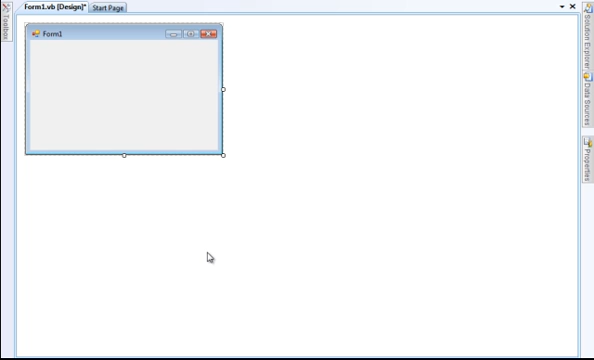 Form1.vb [Design]* Start Page
Toolbox
Form1
Solution Explorer
Data Sources
Properties